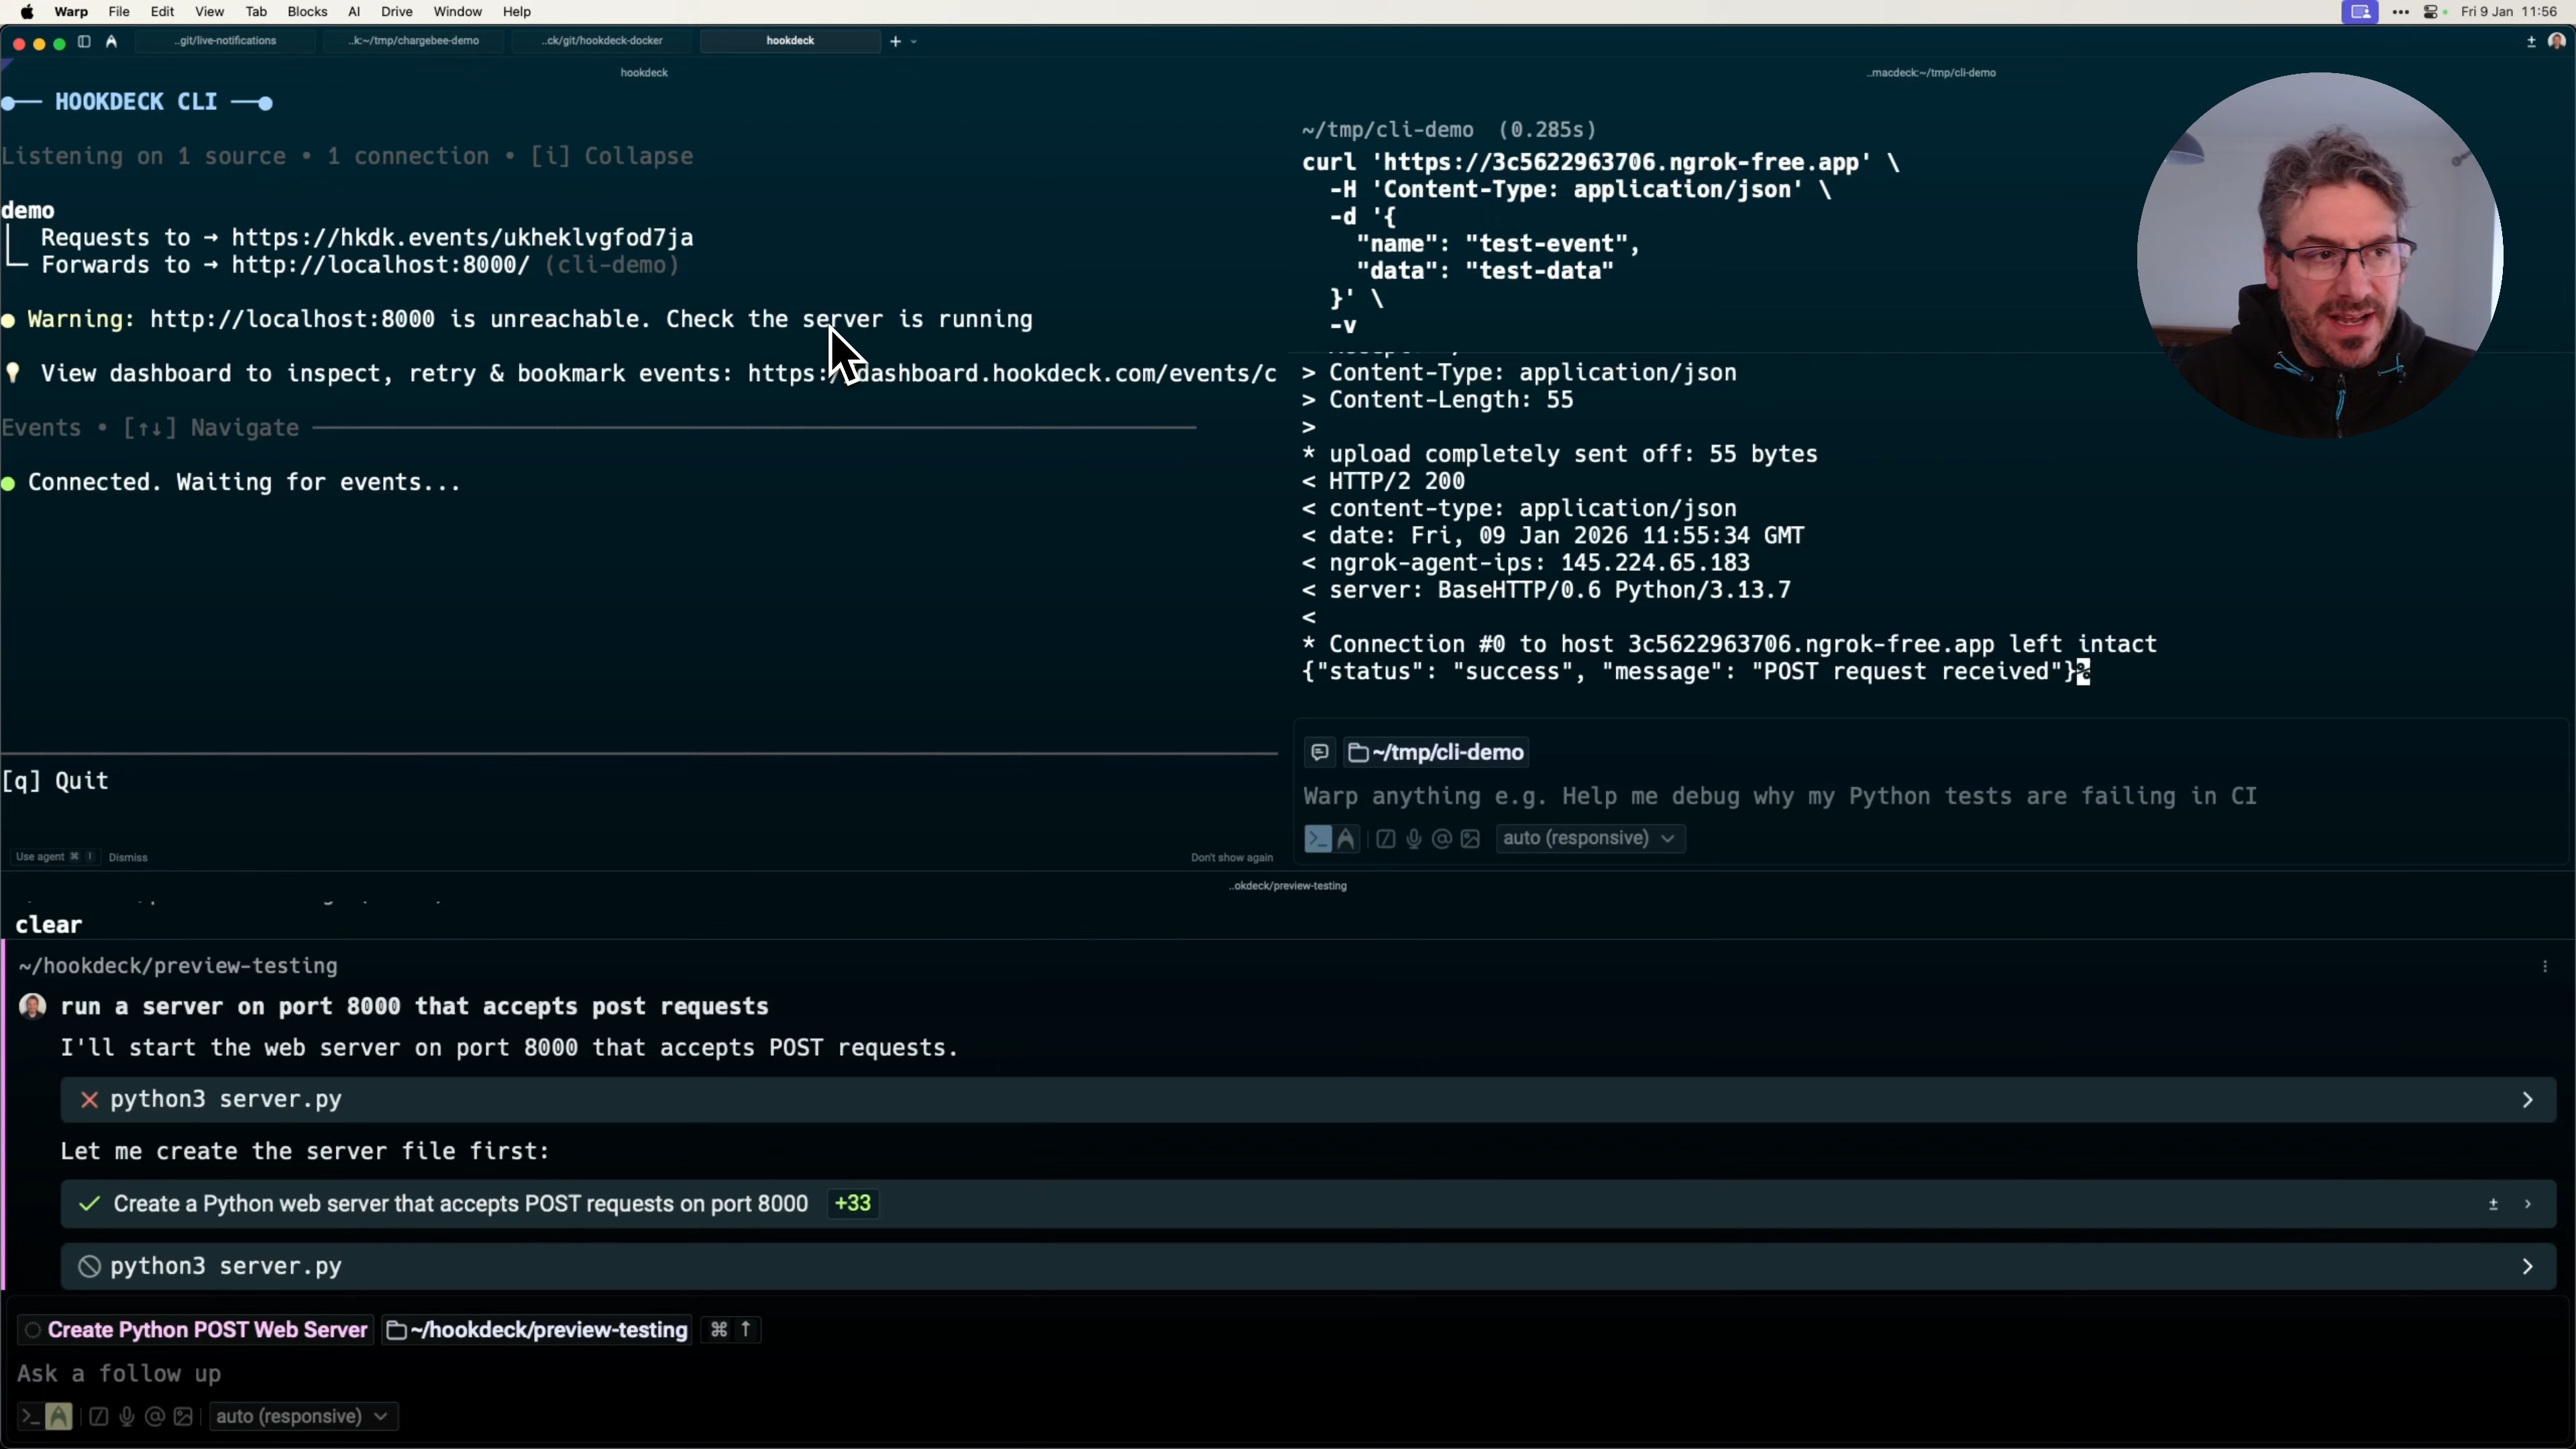 Warp File Edit View Tab Blocks AI Drive Window Help
Fri 9 Jan 11:56
..git/live-notifications
..k:~/tmp/chargebee-demo
..ck/git/hookdeck-docker
hookdeck
hookdeck
HOOKDECK CLI
Listening on 1 source • 1 connection • [i] Collapse
demo
Requests to → https://hkdk.events/ukheklvgfod7ja
Forwards to → http://localhost:8000/ (cli-demo)
Warning: http://localhost:8000 is unreachable. Check the server is running
View dashboard to inspect, retry & bookmark events: https://dashboard.hookdeck.com/events/c
Events • [↑↓] Navigate
Connected. Waiting for events...
[q] Quit
Use agent ⌘ I Dismiss
Don't show again
..macdeck:~/tmp/cli-demo
~/tmp/cli-demo (0.285s)
curl 'https://3c5622963706.ngrok-free.app' \
-H 'Content-Type: application/json' \
-d '{
"name": "test-event",
"data": "test-data"
}' \
-v
> Content-Type: application/json
> Content-Length: 55
>
* upload completely sent off: 55 bytes
< HTTP/2 200
< content-type: application/json
< date: Fri, 09 Jan 2026 11:55:34 GMT
< ngrok-agent-ips: 145.224.65.183
< server: BaseHTTP/0.6 Python/3.13.7
<
* Connection #0 to host 3c5622963706.ngrok-free.app left intact
{"status": "success", "message": "POST request received"}%
~/tmp/cli-demo
Warp anything e.g. Help me debug why my Python tests are failing in CI
auto (responsive)
..okdeck/preview-testing
clear
~/hookdeck/preview-testing
run a server on port 8000 that accepts post requests
I'll start the web server on port 8000 that accepts POST requests.
python3 server.py
Let me create the server file first:
Create a Python web server that accepts POST requests on port 8000 +33
python3 server.py
Create Python POST Web Server ~/hookdeck/preview-testing ⌘ ↑
Ask a follow up
auto (responsive)